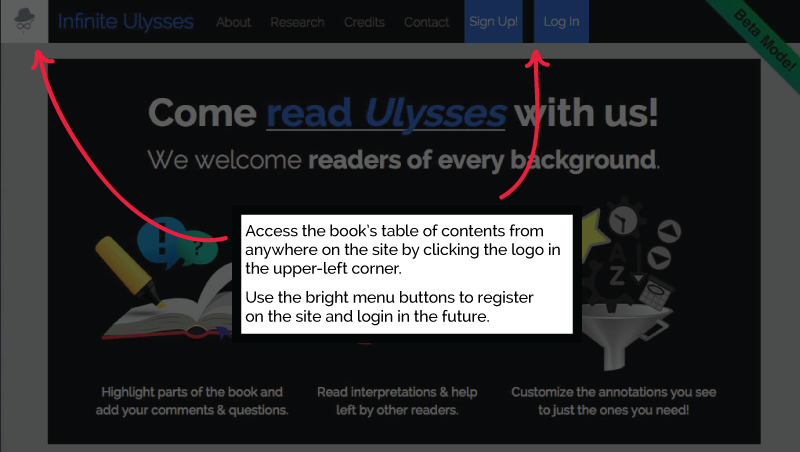 Infinite Ulysses
About
Research
Credits
Contact
Sign Up!
Log In
Beta Mode!
Come read Ulysses with us!
We welcome readers of every background.
!
?
A
Z
Access the book's table of contents from
anywhere on the site by clicking the logo in
the upper-left corner.
Use the bright menu buttons to register
on the site and login in the future.
Highlight parts of the book and
add your comments & questions.
Read interpretations & help
left by other readers.
Customize the annotations you see
to just the ones you need!